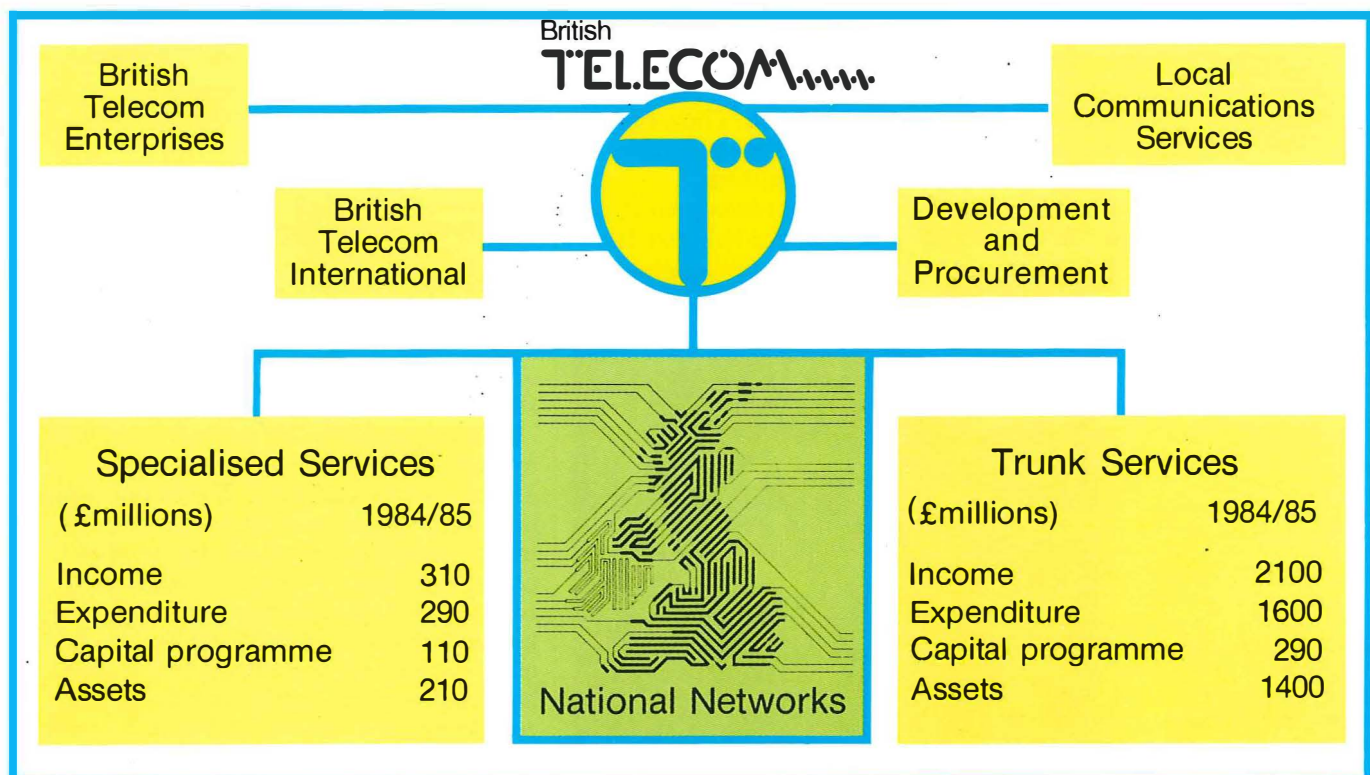 British
TELECOM
British
Telecom
Enterprises
Local
Communications
Services
British
Telecom
International
Development
and
Procurement
Specialised Services
(£millions) 1984/85
Income 310
Expenditure 290
Capital programme 110
Assets 210
National Networks
Trunk Services
(£millions) 1984/85
Income 2100
Expenditure 1600
Capital programme 290
Assets 1400